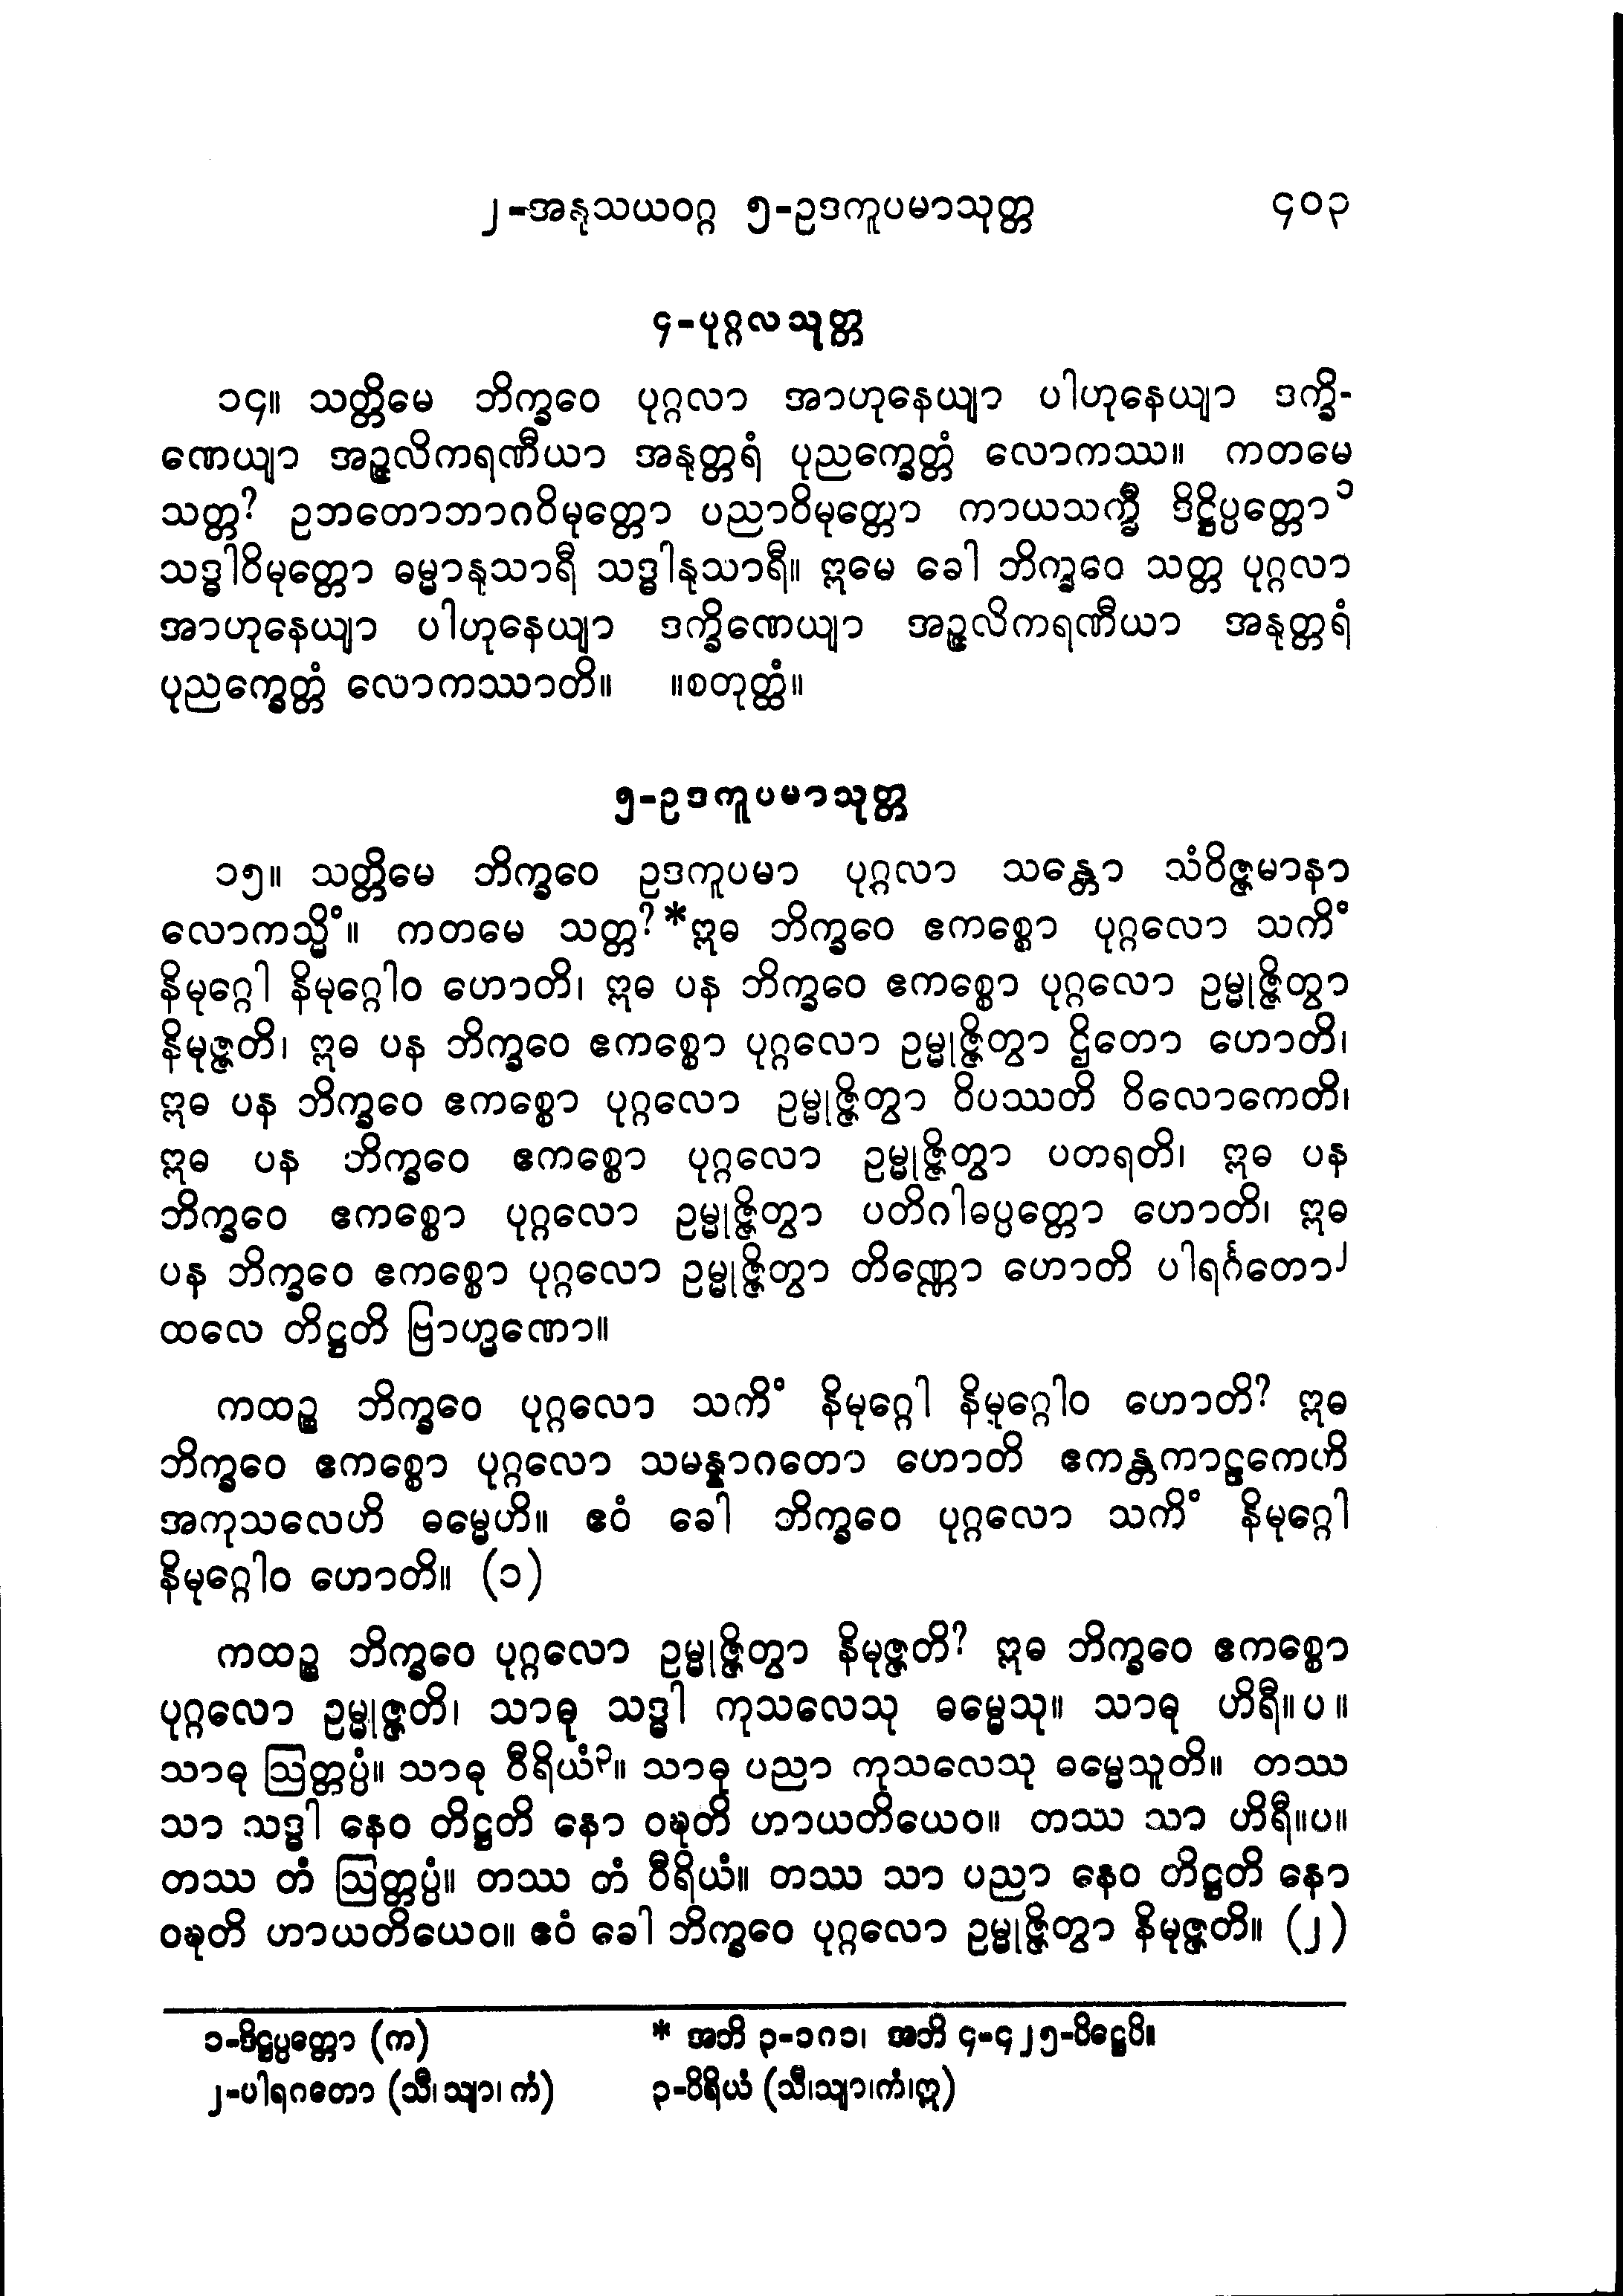 ၂-အနုသယဝဂ္ဂ ၅-ဥဒကူပမာသုတ္တ ၄၀၃
၄-ပုဂ္ဂလသုတ္တ
၁၄။ သတ္တိမေ ဘိက္ခဝေ ပုဂ္ဂလာ အာဟုနေယျာ ပါဟုနေယျာ ဒက္ခိ-
ဏေယျာ အဉ္ဇလိကရဏီယာ အနုတ္တရံ ပုညက္ခေတ္တံ လောကဿ။ ကတမေ
သတ္တ? ဥဘတောဘာဂဝိမုတ္တော ပညာဝိမုတ္တော ကာယသက္ခီ ဒိဋ္ဌိပ္ပတ္တော၁
သဒ္ဓါဝိမုတ္တော ဓမ္မာနုသာရီ သဒ္ဓါနုသာရီ။ ဣမေ ခေါ ဘိက္ခဝေ သတ္တ ပုဂ္ဂလာ
အာဟုနေယျာ ပါဟုနေယျာ ဒက္ခိဏေယျာ အဉ္ဇလိကရဏီယာ အနုတ္တရံ
ပုညက္ခေတ္တံ လောကဿာတိ။ ။စတုတ္ထံ။
၅-ဥဒကူပမာသုတ္တ
၁၅။ သတ္တိမေ ဘိက္ခဝေ ဥဒကူပမာ ပုဂ္ဂလာ သန္တော သံဝိဇ္ဇမာနာ
လောကသ္မိံ။ ကတမေ သတ္တ?*ဣဓ ဘိက္ခဝေ ဧကစ္စော ပုဂ္ဂလော သကိံ
နိမုဂ္ဂေါ နိမုဂ္ဂေါဝ ဟောတိ၊ ဣဓ ပန ဘိက္ခဝေ ဧကစ္စော ပုဂ္ဂလော ဥမ္မုဇ္ဇိတွာ
နိမုဇ္ဇတိ၊ ဣဓ ပန ဘိက္ခဝေ ဧကစ္စော ပုဂ္ဂလော ဥမ္မုဇ္ဇိတွာ ဌိတော ဟောတိ၊
ဣဓ ပန ဘိက္ခဝေ ဧကစ္စော ပုဂ္ဂလော ဥမ္မုဇ္ဇိတွာ ဝိပဿတိ ဝိလောကေတိ၊
ဣဓ ပန ဘိက္ခဝေ ဧကစ္စော ပုဂ္ဂလော ဥမ္မုဇ္ဇိတွာ ပတရတိ၊ ဣဓ ပန
ဘိက္ခဝေ ဧကစ္စော ပုဂ္ဂလော ဥမ္မုဇ္ဇိတွာ ပတိဂါဓပ္ပတ္တော ဟောတိ၊ ဣဓ
ပန ဘိက္ခဝေ ဧကစ္စော ပုဂ္ဂလော ဥမ္မုဇ္ဇိတွာ တိဏ္ဏော ဟောတိ ပါရင်္ဂတော၂
ထလေ တိဋ္ဌတိ ဗြာဟ္မဏော။
ကထဉ္စ ဘိက္ခဝေ ပုဂ္ဂလော သကိံ နိမုဂ္ဂေါ နိမုဂ္ဂေါဝ ဟောတိ? ဣဓ
ဘိက္ခဝေ ဧကစ္စော ပုဂ္ဂလော သမန္နာဂတော ဟောတိ ဧကန္တကာဠကေဟိ
အကုသလေဟိ ဓမ္မေဟိ။ ဧဝံ ခေါ ဘိက္ခဝေ ပုဂ္ဂလော သကိံ နိမုဂ္ဂေါ
နိမုဂ္ဂေါဝ ဟောတိ။ (၁)
ကထဉ္စ ဘိက္ခဝေ ပုဂ္ဂလော ဥမ္မုဇ္ဇိတွာ နိမုဇ္ဇတိ? ဣဓ ဘိက္ခဝေ ဧကစ္စော
ပုဂ္ဂလော ဥမ္မုဇ္ဇတိ၊ သာဓု သဒ္ဓါ ကုသလေသု ဓမ္မေသု။ သာဓု ဟိရီ။ပ။
သာဓု ဩတ္တပ္ပံ။ သာဓု ဝီရိယံ၃။ သာဓု ပညာ ကုသလေသု ဓမ္မေသူတိ။ တဿ
သာ သဒ္ဓါ နေဝ တိဋ္ဌတိ နော ဝဍ္ဎတိ ဟာယတိယေဝ။ တဿ သာ ဟိရီ။ပ။
တဿ တံ ဩတ္တပ္ပံ။ တဿ တံ ဝီရိယံ။ တဿ သာ ပညာ နေဝ တိဋ္ဌတိ နော
ဝဍ္ဎတိ ဟာယတိယေဝ။ ဧဝံ ခေါ ဘိက္ခဝေ ပုဂ္ဂလော ဥမ္မုဇ္ဇိတွာ နိမုဇ္ဇတိ။ (၂)
၁-ဒိဋ္ဌပ္ပတ္တော (က) * အဘိ ၃-၁၇၁၊ အဘိ ၄-၄၂၅-ပိဋ္ဌေပိ။
၂-ပါရဂတော (သီ၊ သျာ၊ ကံ) ၃-ဝိရိယံ (သီ၊သျာ၊ကံ၊ဣ)